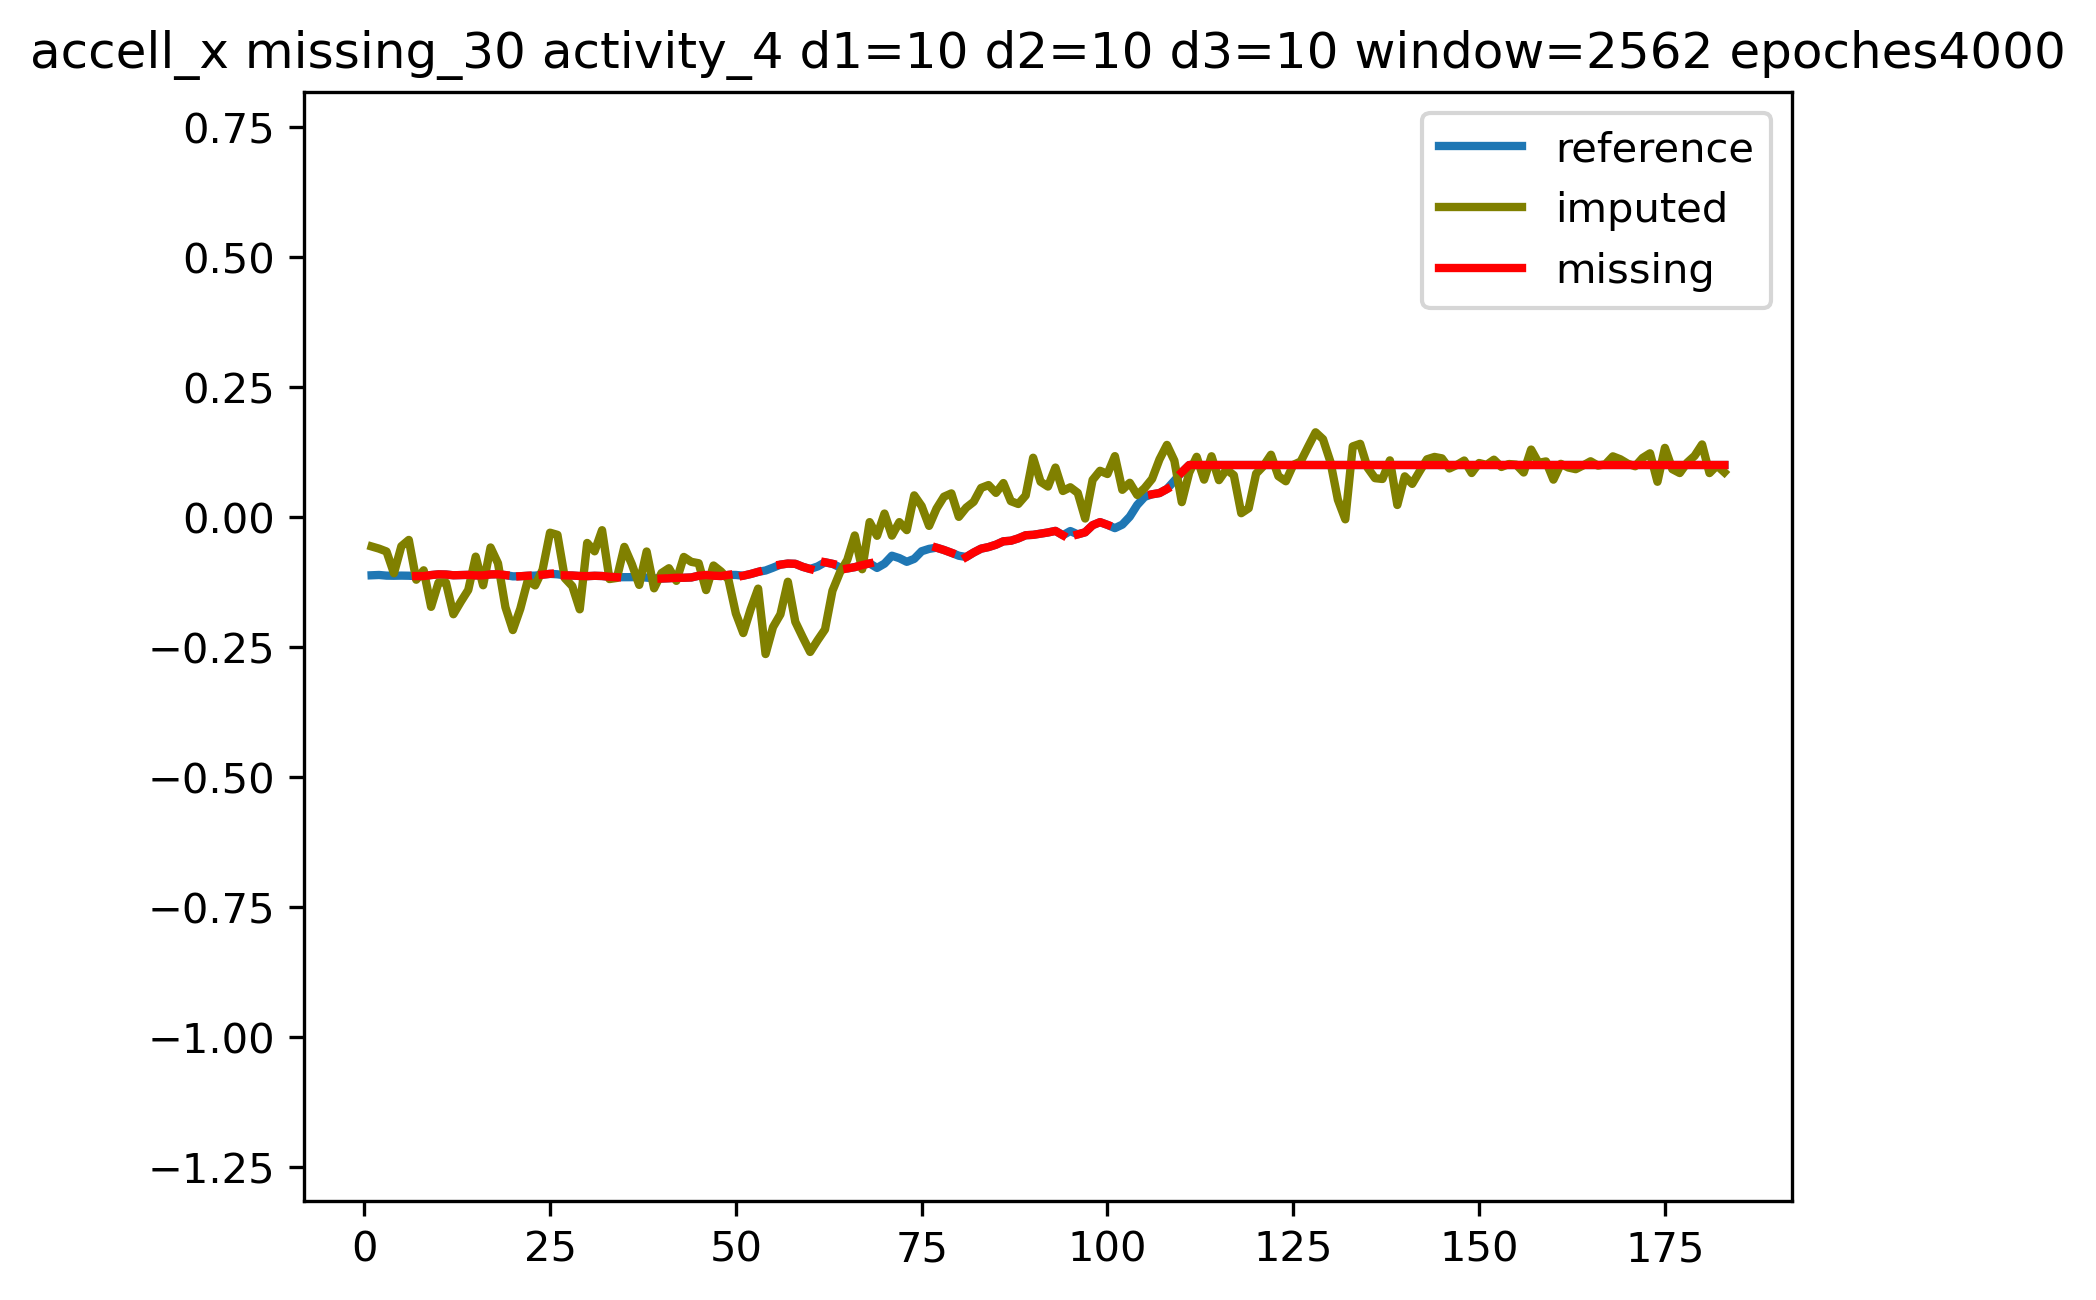 accell_x missing_30 activity_4 d1=10 d2=10 d3=10 window=2562 epoches4000
reference
imputed
missing
0.75
0.50
0.25
0.00
−0.25
−0.50
−0.75
−1.00
−1.25
0 25 50 75 100 125 150 175